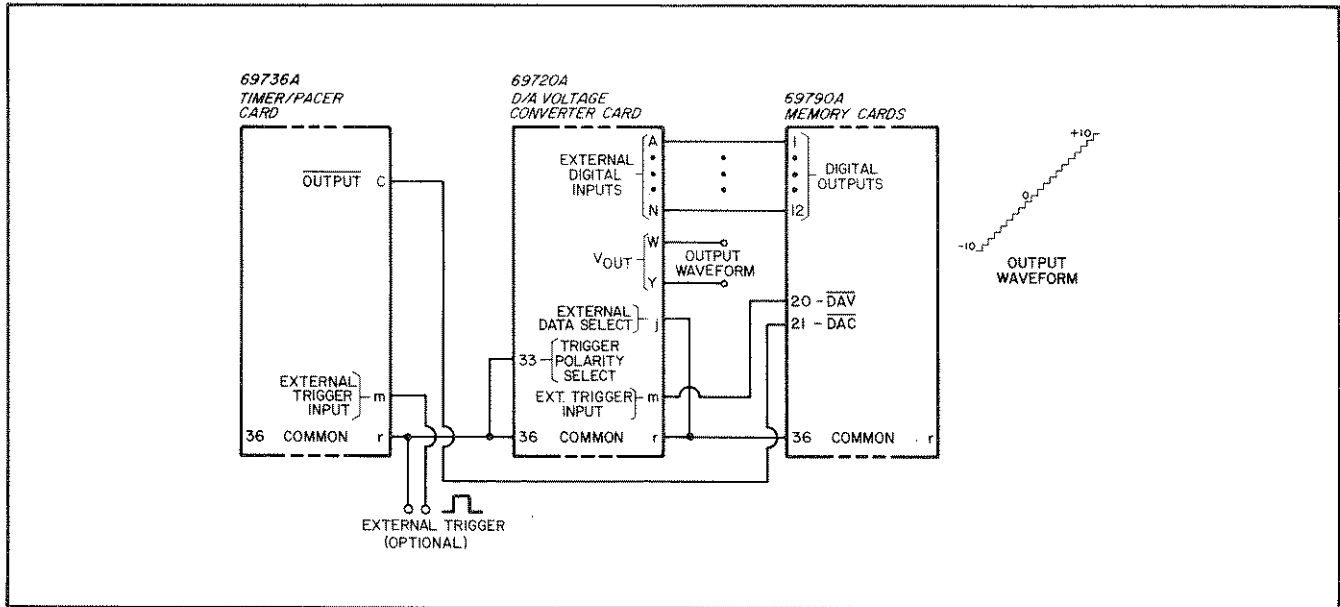 69736A
TIMER/PACER
CARD
OUTPUT C
EXTERNAL
TRIGGER
INPUT
m
36 COMMON r
EXTERNAL TRIGGER
(OPTIONAL)
69720A
D/A VOLTAGE
CONVERTER CARD
EXTERNAL
DIGITAL
INPUTS
A
N
VOUT
W
Y
OUTPUT
WAVEFORM
EXTERNAL
DATA SELECT
j
33
TRIGGER
POLARITY
SELECT
EXT. TRIGGER
INPUT
m
36 COMMON r
69790A
MEMORY CARDS
1
12
DIGITAL
OUTPUTS
20 - DAV
21 - DAC
36 COMMON r
+10
0
-10
OUTPUT
WAVEFORM